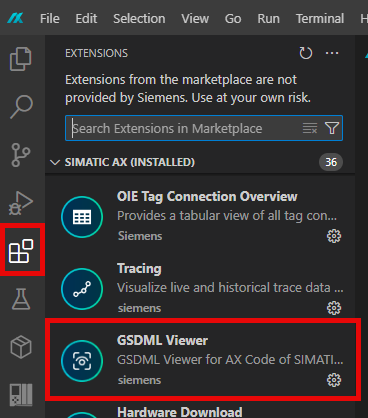 File Edit View Go Run Terminal H
EXTENSIONS
Extensions from the marketplace are not
provided by Siemens. Use at your own risk.
Search Extensions in Marketplace
SIMATIC AX (INSTALLED) 36
OIE Tag Connection Overview
Provides a tabular view of all tag con...
Siemens
Tracing
Visualize live and historical trace data ...
siemens
GSDML Viewer
GSDML Viewer for AX Code of SIMATI...
siemens
Hardware Download